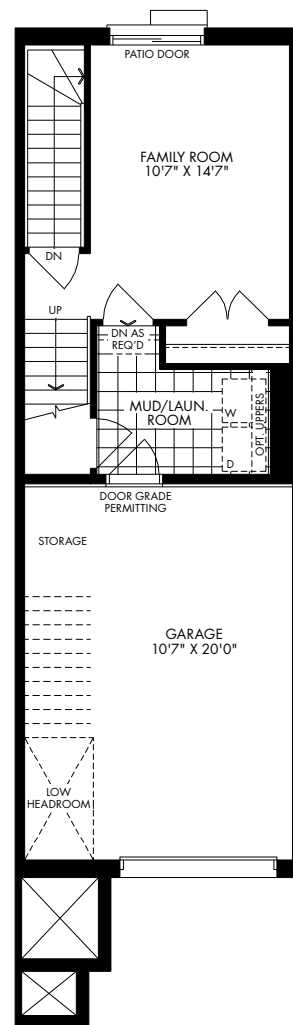 PATIO DOOR
FAMILY ROOM
10'7" X 14'7"
DN
UP
DN AS
REQ'D
MUD/LAUN.
ROOM
W
D
OPT. UPPERS
DOOR GRADE
PERMITTING
STORAGE
GARAGE
10'7" X 20'0"
LOW
HEADROOM